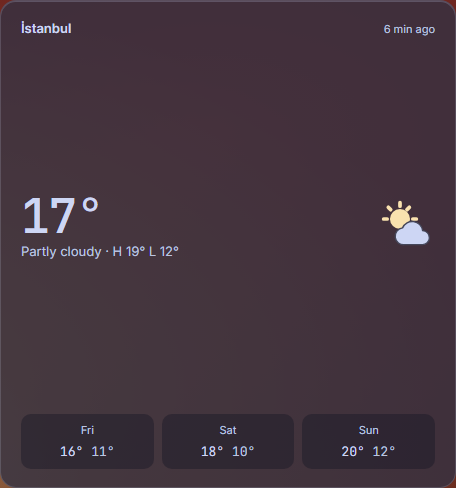 İstanbul
6 min ago
17°
Partly cloudy · H 19° L 12°
Fri
16° 11°
Sat
18° 10°
Sun
20° 12°